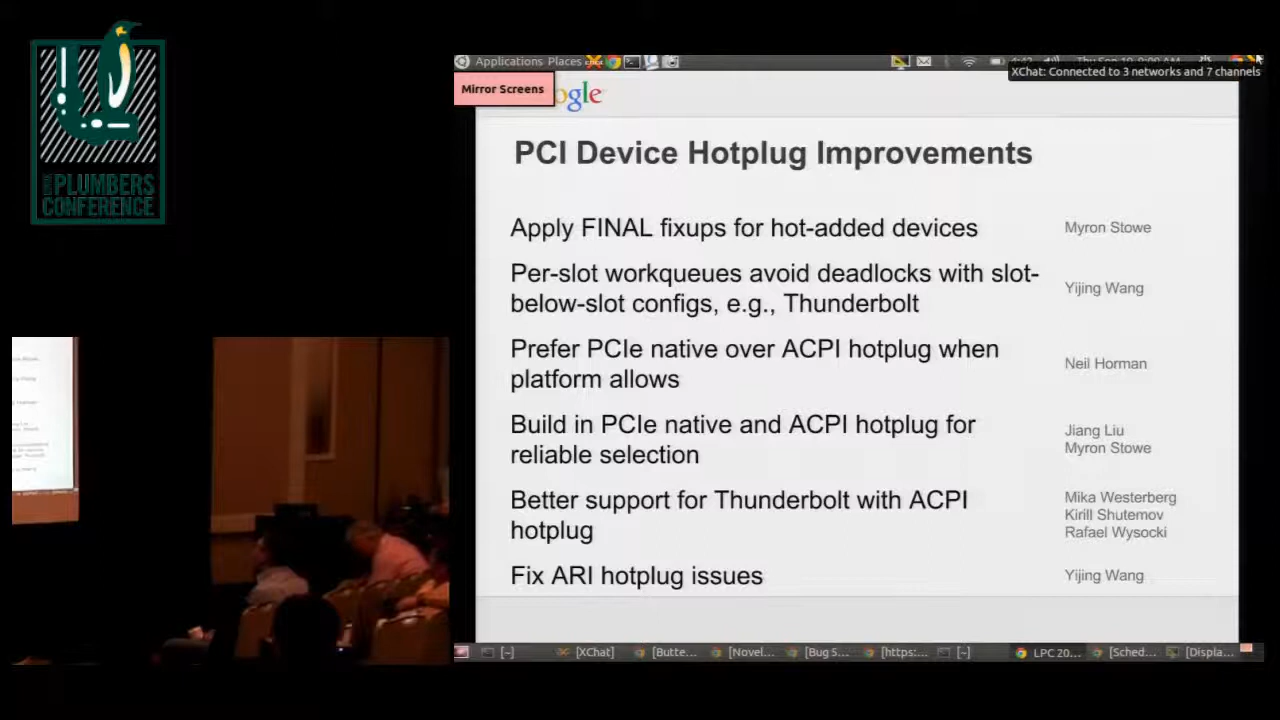 PLUMBERS
CONFERENCE
Applications Places
XChat: Connected to 3 networks and 7 channels
Mirror Screens
ogle
PCI Device Hotplug Improvements
Apply FINAL fixups for hot-added devices
Myron Stowe
Per-slot workqueues avoid deadlocks with slot-
below-slot configs, e.g., Thunderbolt
Yijing Wang
Prefer PCIe native over ACPI hotplug when
platform allows
Neil Horman
Build in PCIe native and ACPI hotplug for
reliable selection
Jiang Liu
Myron Stowe
Better support for Thunderbolt with ACPI
hotplug
Mika Westerberg
Kirill Shutemov
Rafael Wysocki
Fix ARI hotplug issues
Yijing Wang
[~] [XChat] [Butte... [Novel... [Bug S... [https:... [~] LPC 20... [Sched... [Displa...